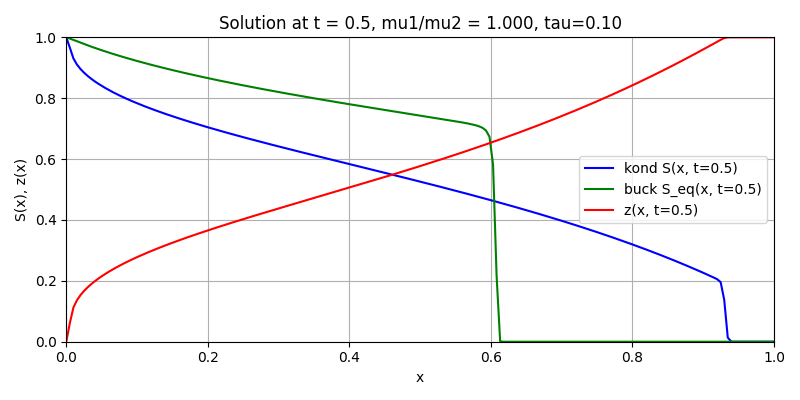 Solution at t = 0.5, mu1/mu2 = 1.000, tau=0.10
S(x), z(x)
1.0
0.8
0.6
0.4
0.2
0.0
kond S(x, t=0.5)
buck S_eq(x, t=0.5)
z(x, t=0.5)
0.0 0.2 0.4 0.6 0.8 1.0
x